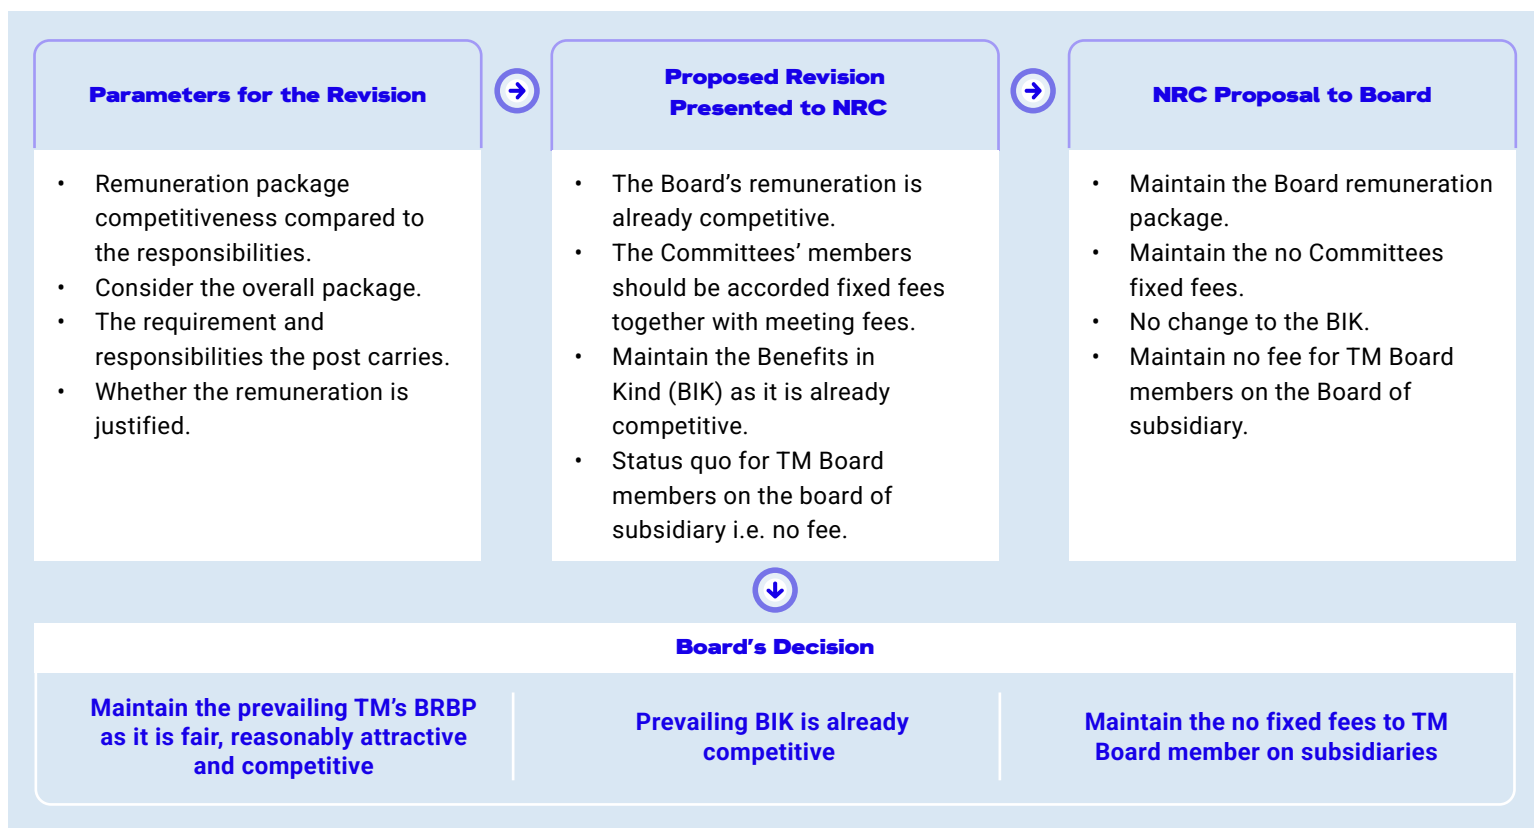 Parameters for the Revision
• Remuneration package
competitiveness compared to
the responsibilities.
• Consider the overall package.
• The requirement and
responsibilities the post carries.
• Whether the remuneration is
justified.
Proposed Revision
Presented to NRC
• The Board’s remuneration is
already competitive.
• The Committees’ members
should be accorded fixed fees
together with meeting fees.
• Maintain the Benefits in
Kind (BIK) as it is already
competitive.
• Status quo for TM Board
members on the board of
subsidiary i.e. no fee.
NRC Proposal to Board
• Maintain the Board remuneration
package.
• Maintain the no Committees
fixed fees.
• No change to the BIK.
• Maintain no fee for TM Board
members on the Board of
subsidiary.
Board’s Decision
Maintain the prevailing TM’s BRBP
as it is fair, reasonably attractive
and competitive
Prevailing BIK is already
competitive
Maintain the no fixed fees to TM
Board member on subsidiaries